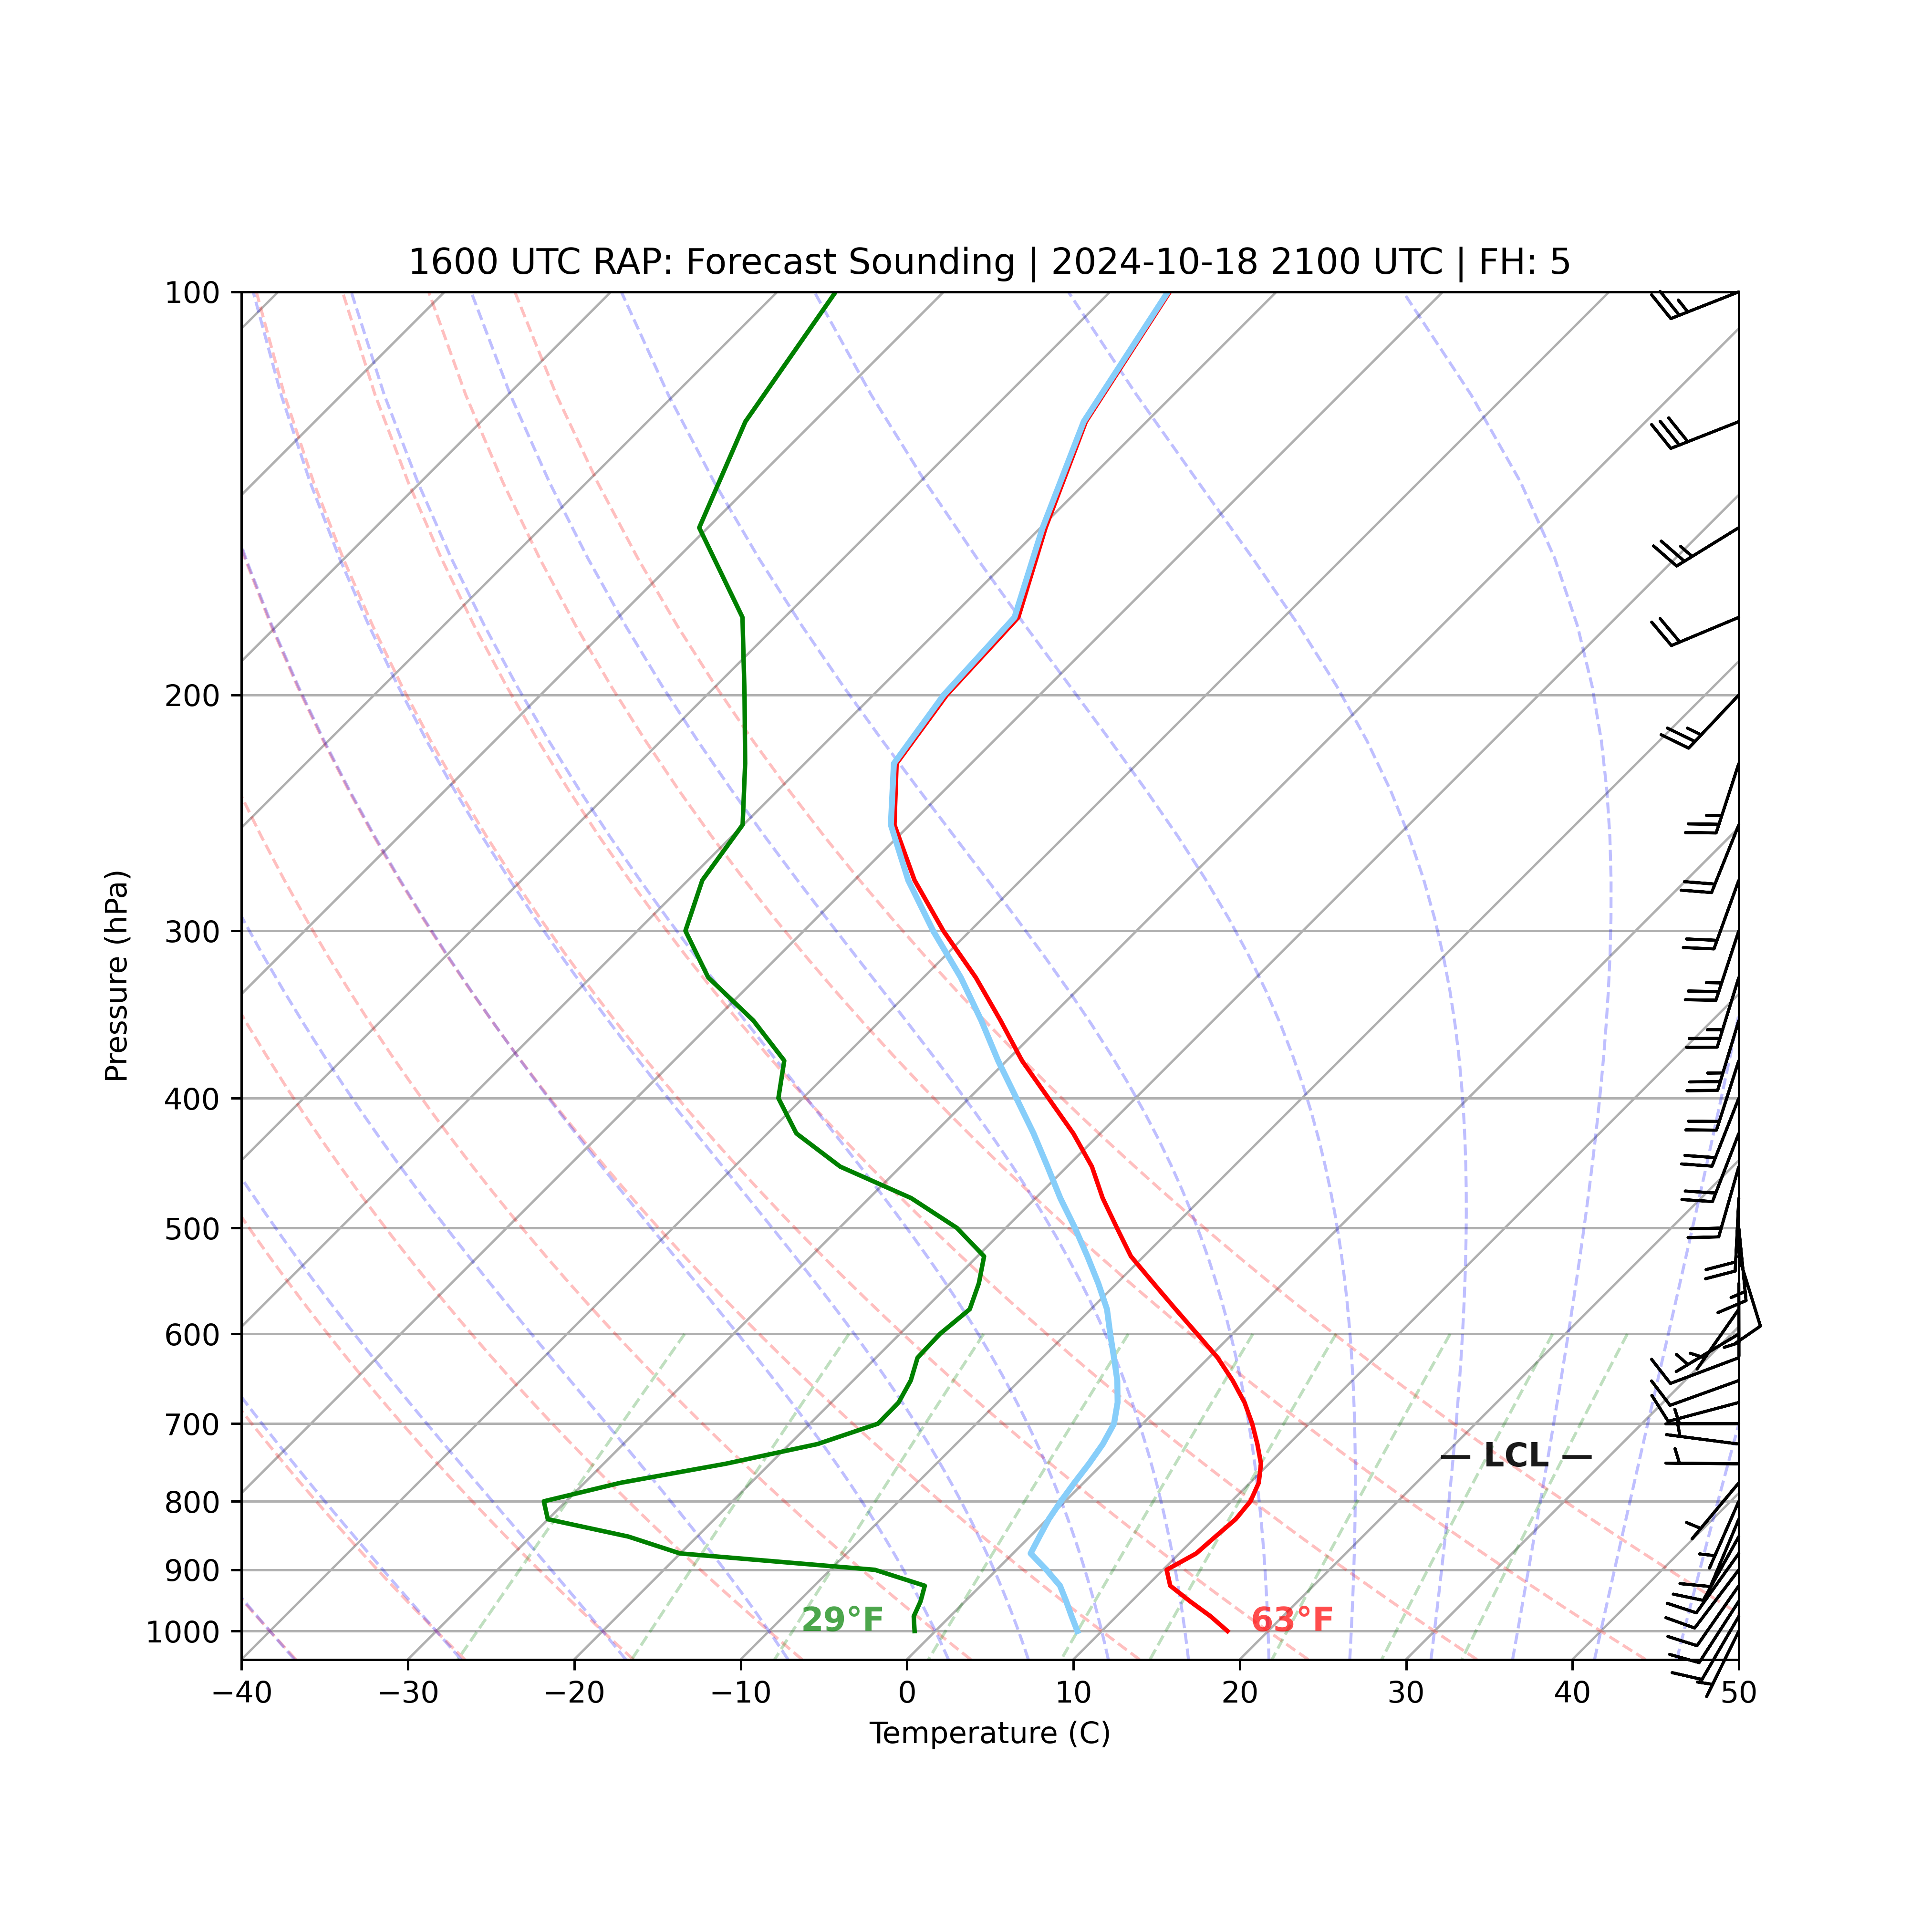 1600 UTC RAP: Forecast Sounding | 2024-10-18 2100 UTC | FH: 5
100
200
300
400
500
600
700
800
900
1000
Pressure (hPa)
— LCL —
29°F
63°F
−40 −30 −20 −10 0 10 20 30 40 50
Temperature (C)